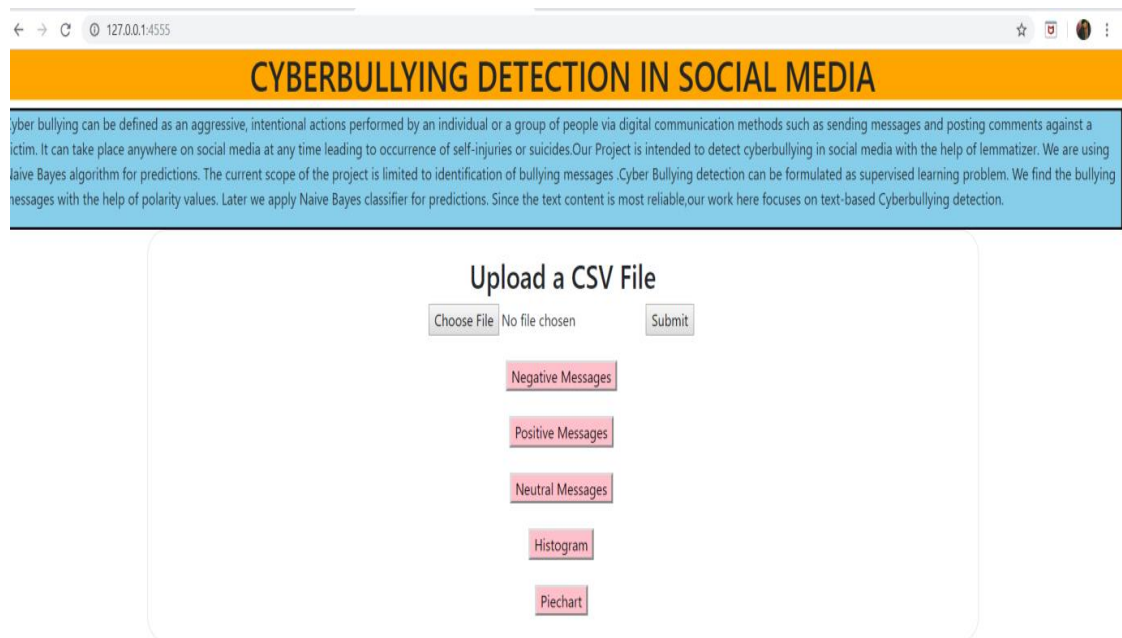 127.0.0.1:4555
CYBERBULLYING DETECTION IN SOCIAL MEDIA
yber bullying can be defined as an aggressive, intentional actions performed by an individual or a group of people via digital communication methods such as sending messages and posting comments against a
ictim. It can take place anywhere on social media at any time leading to occurrence of self-injuries or suicides.Our Project is intended to detect cyberbullying in social media with the help of lemmatizer. We are using
aive Bayes algorithm for predictions. The current scope of the project is limited to identification of bullying messages .Cyber Bullying detection can be formulated as supervised learning problem. We find the bullying
essages with the help of polarity values. Later we apply Naive Bayes classifier for predictions. Since the text content is most reliable,our work here focuses on text-based Cyberbullying detection.
Upload a CSV File
Choose File No file chosen Submit
Negative Messages
Positive Messages
Neutral Messages
Histogram
Piechart